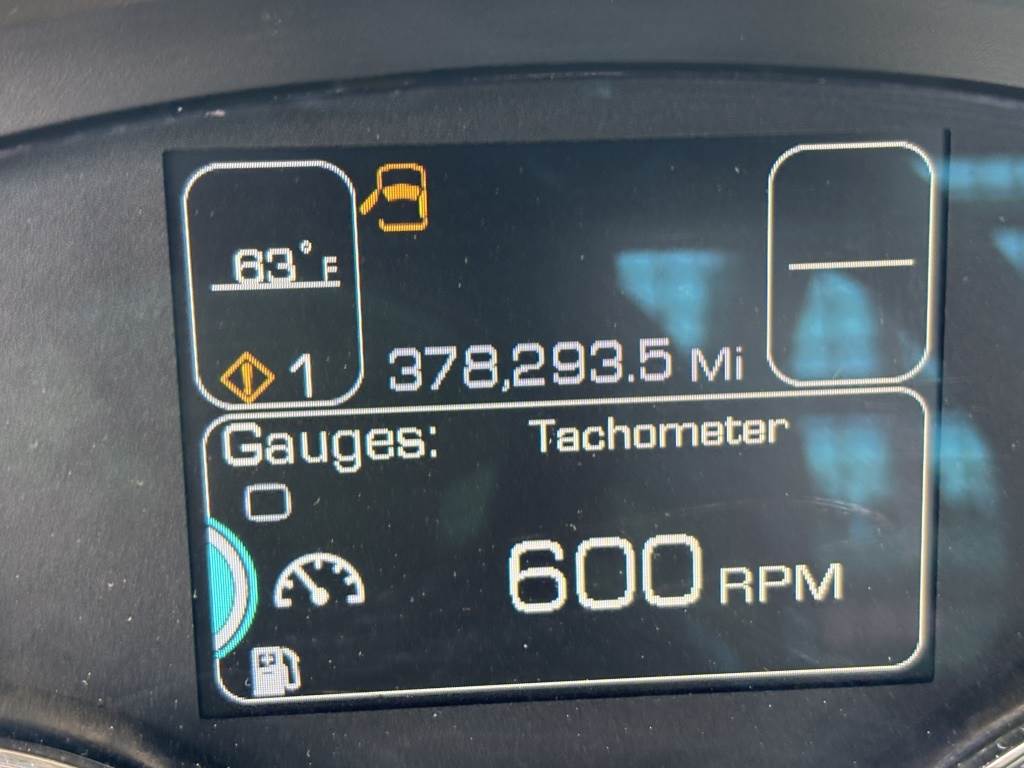 63°F
1
378,293.5 Mi
Gauges: Tachometer
600 RPM